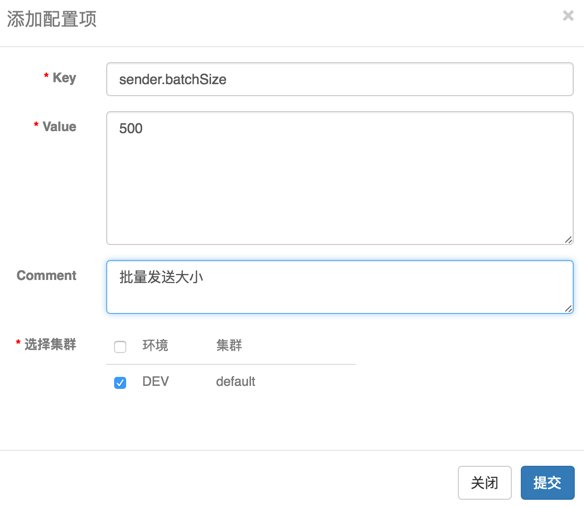 添加配置项 ×
* Key sender.batchSize
* Value 500
Comment 批量发送大小
* 选择集群 环境 集群
DEV default
关闭 提交